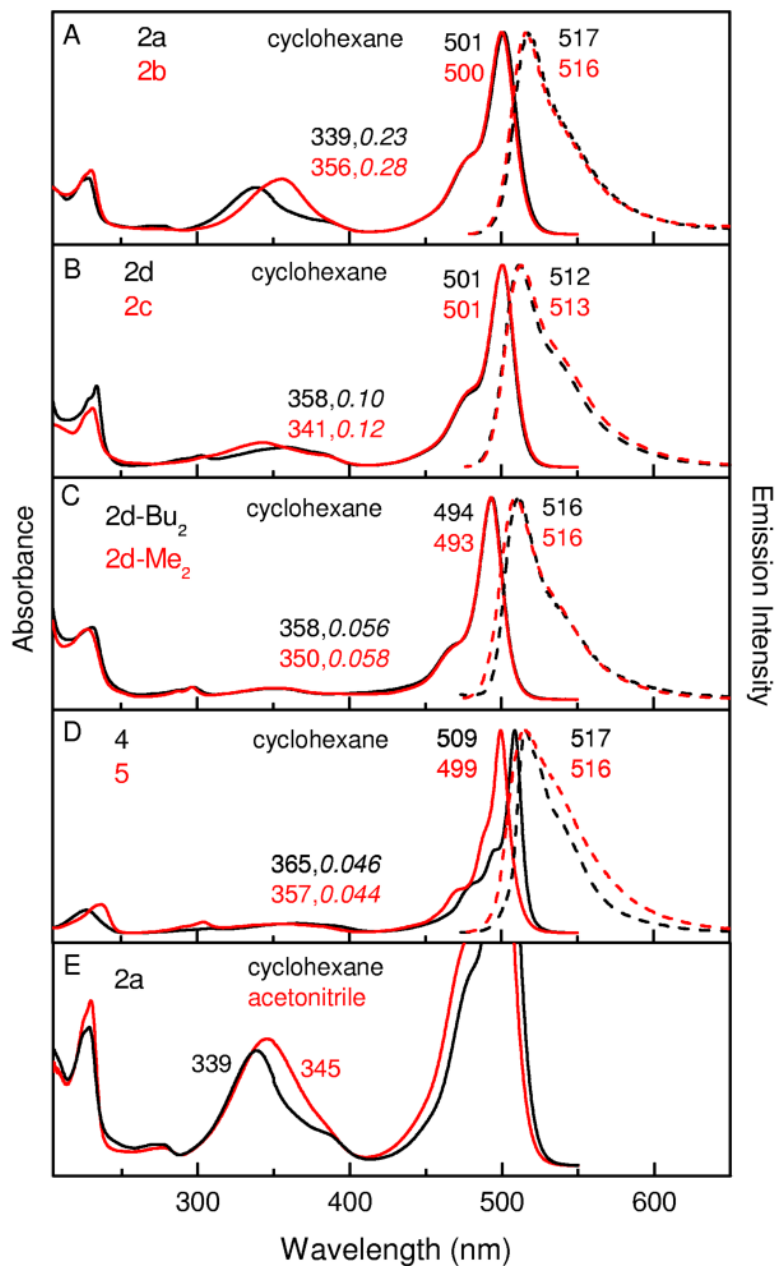 A
2a
2b
cyclohexane
501
500
517
516
339,0.23
356,0.28
B
2d
2c
cyclohexane
501
501
512
513
358,0.10
341,0.12
C
2d-Bu₂
2d-Me₂
cyclohexane
494
493
516
516
358,0.056
350,0.058
D
4
5
cyclohexane
509
499
517
516
365,0.046
357,0.044
E
2a
cyclohexane
acetonitrile
339
345
300
400
500
600
Wavelength (nm)
Absorbance
Emission Intensity